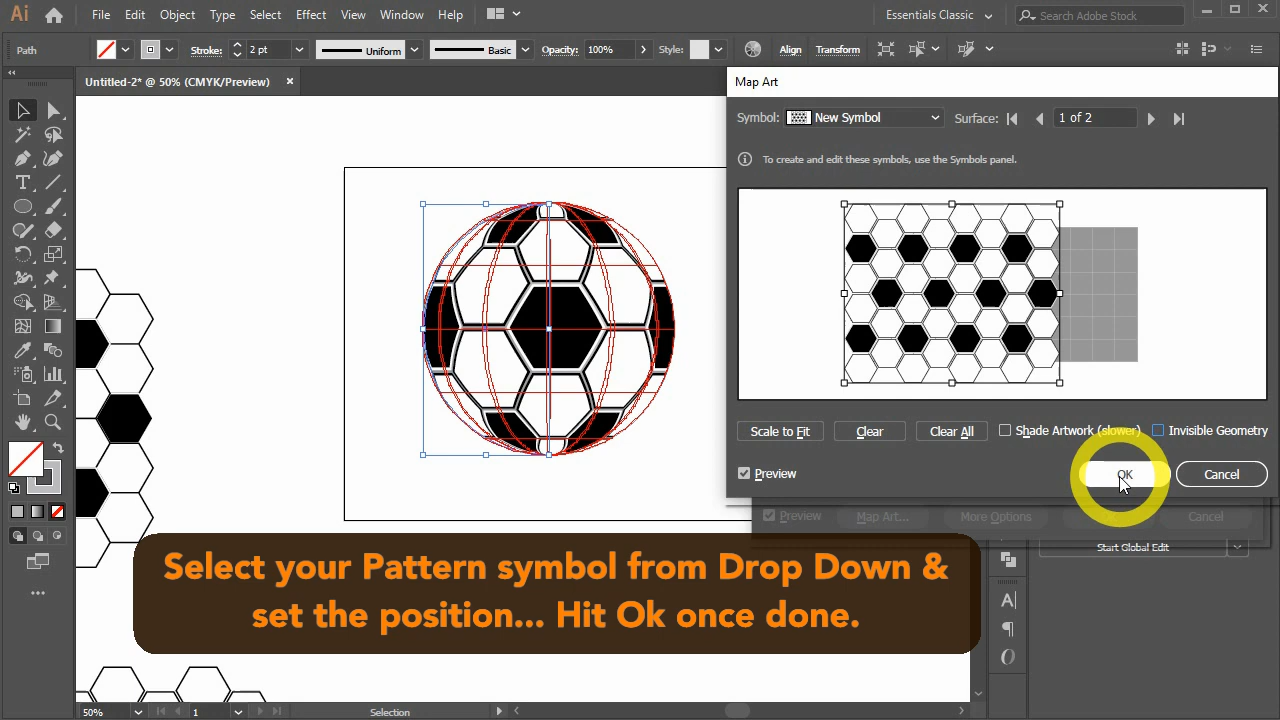 Ai File Edit Object Type Select Effect View Window Help Essentials Classic Search Adobe Stock
Path Stroke: 2 pt Uniform Basic Opacity: 100% Style: Align Transform
Untitled-2* @ 50% (CMYK/Preview) ×
Map Art
Symbol: New Symbol Surface: 1 of 2
To create and edit these symbols, use the Symbols panel.
Scale to Fit Clear Clear All Shade Artwork (slower) Invisible Geometry
Preview OK Cancel
Preview Map Art... More Options Cancel
Start Global Edit
Select your Pattern symbol from Drop Down &
set the position... Hit Ok once done.
50% 1 Selection